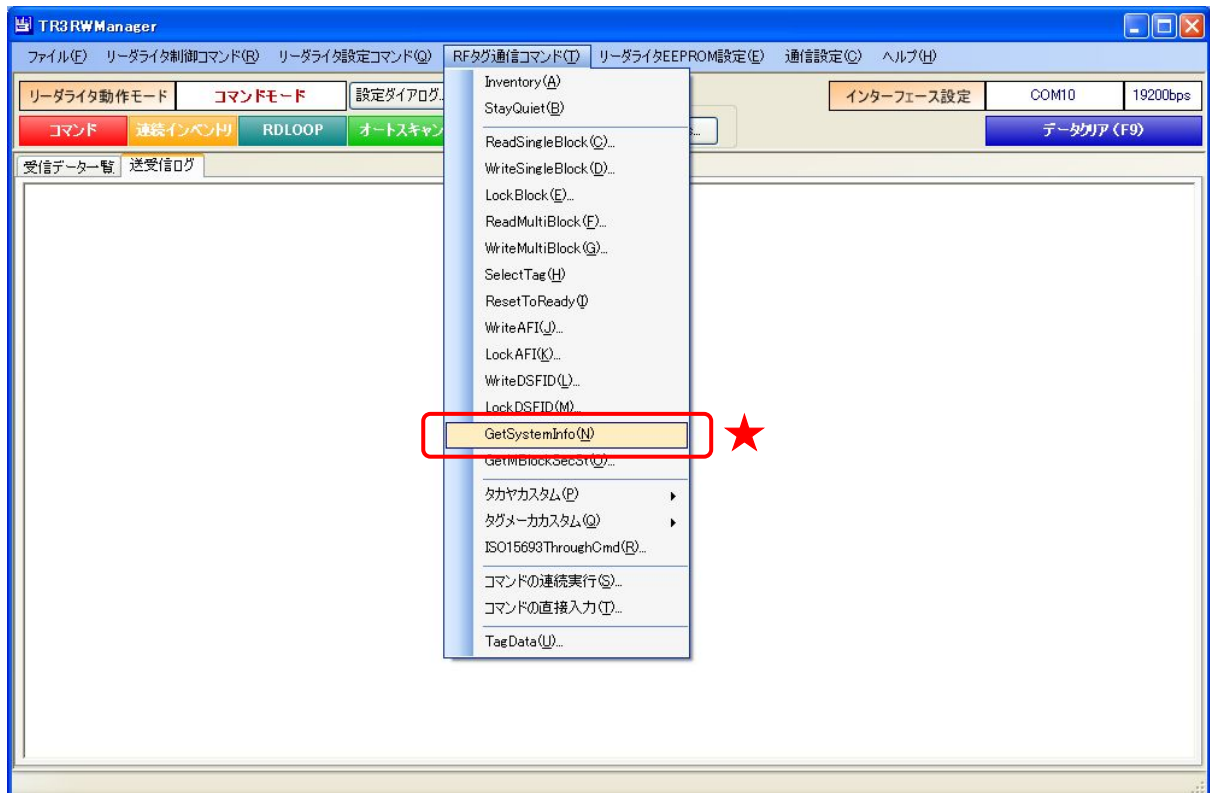 TR3RWManager
ファイル(F) リーダライタ制御コマンド(R) リーダライタ設定コマンド(Q) RFタグ通信コマンド(T) リーダライタEEPROM設定(E) 通信設定(C) ヘルプ(H)
リーダライタ動作モード コマンドモード 設定ダイアログ... インターフェース設定 COM10 19200bps
コマンド 連続インベントリ RDLOOP オートスキャン データクリア(F9)
受信データ一覧 送受信ログ
Inventory(A)
StayQuiet(B)
ReadSingleBlock(C)...
WriteSingleBlock(D)...
LockBlock(E)...
ReadMultiBlock(F)...
WriteMultiBlock(G)...
SelectTag(H)
ResetToReady(I)
WriteAFI(J)...
LockAFI(K)...
WriteDSFID(L)...
LockDSFID(M)...
GetSystemInfo(N)
GetMBlockSecSt(O)...
タカヤカスタム(P)
タグメーカカスタム(Q)
ISO15693ThroughCmd(R)...
コマンドの連続実行(S)...
コマンドの直接入力(T)...
TagData(U)...